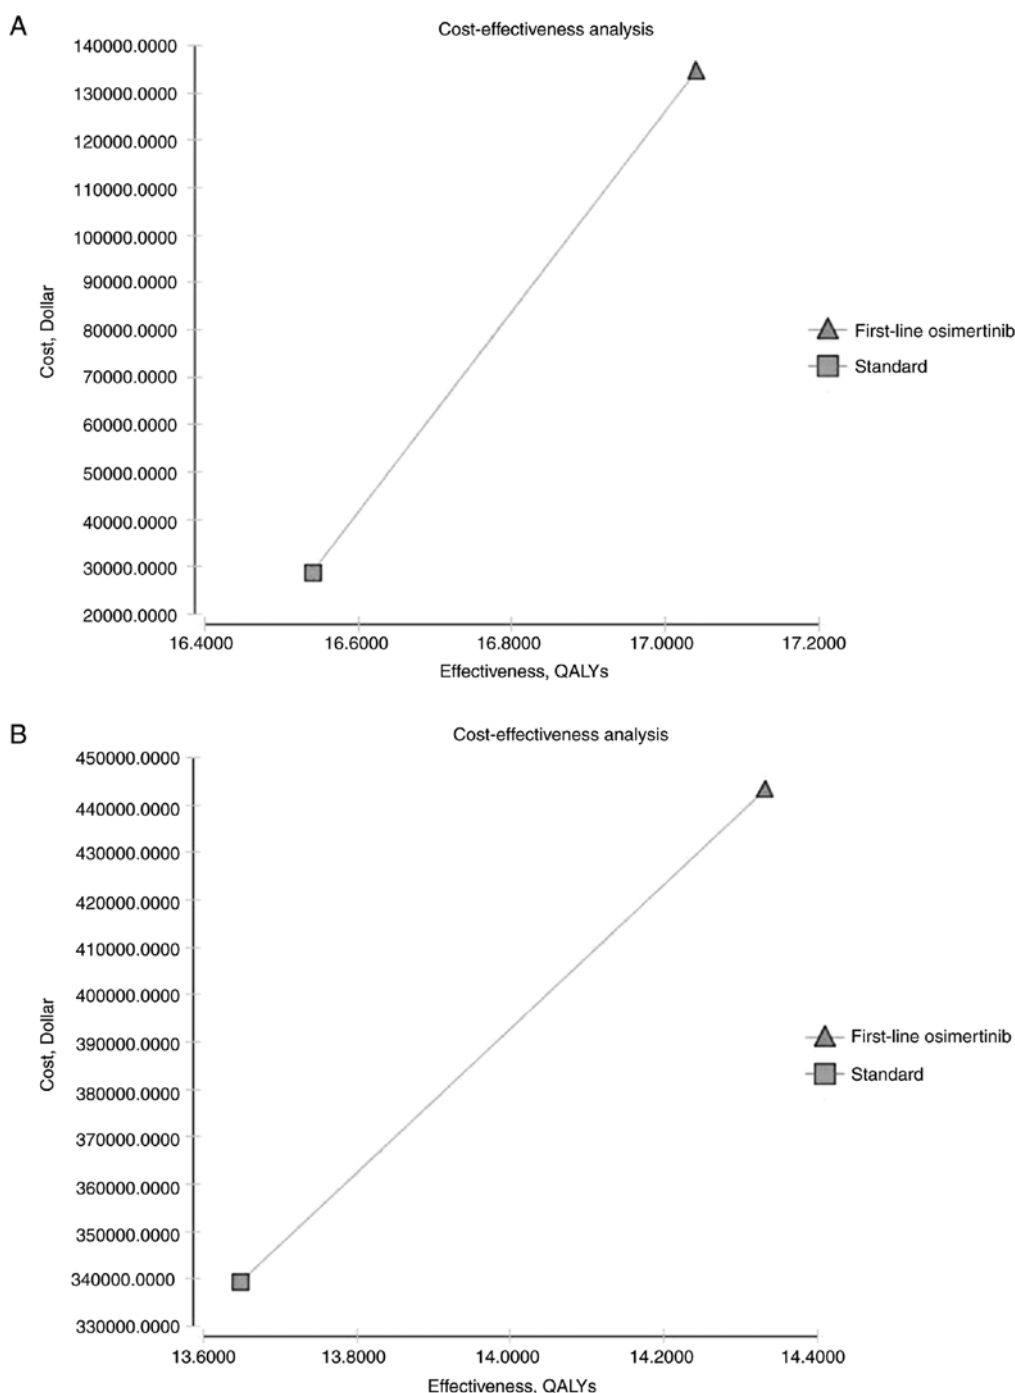 A
Cost-effectiveness analysis
140000.0000
130000.0000
120000.0000
110000.0000
100000.0000
90000.0000
80000.0000
70000.0000
60000.0000
50000.0000
40000.0000
30000.0000
20000.0000
Cost, Dollar
16.4000 16.6000 16.8000 17.0000 17.2000
Effectiveness, QALYs
First-line osimertinib
Standard
B
Cost-effectiveness analysis
450000.0000
440000.0000
430000.0000
420000.0000
410000.0000
400000.0000
390000.0000
380000.0000
370000.0000
360000.0000
350000.0000
340000.0000
330000.0000
Cost, Dollar
13.6000 13.8000 14.0000 14.2000 14.4000
Effectiveness, QALYs
First-line osimertinib
Standard